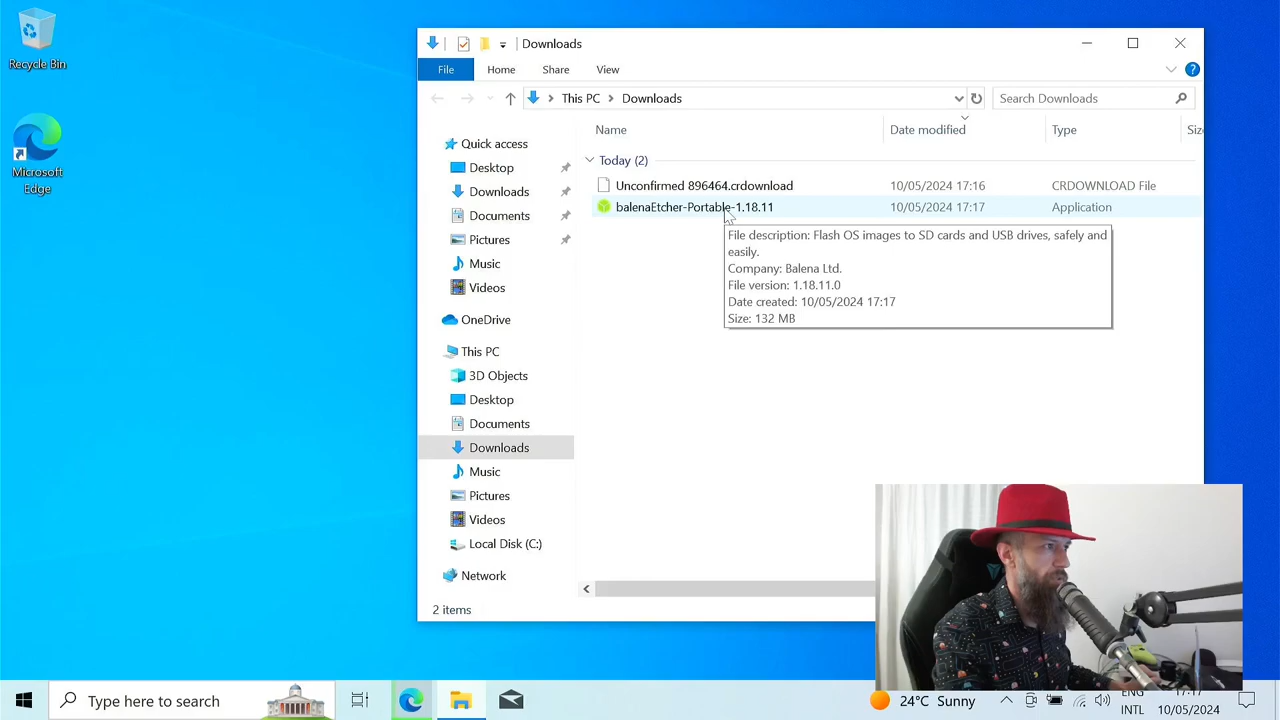 Recycle Bin
Microsoft
Edge
Downloads
File
Home
Share
View
This PC
Downloads
Search Downloads
Name
Date modified
Type
Siz
Today (2)
Unconfirmed 896464.crdownload
10/05/2024 17:16
CRDOWNLOAD File
balenaEtcher-Portable-1.18.11
10/05/2024 17:17
Application
File description: Flash OS images to SD cards and USB drives, safely and
easily.
Company: Balena Ltd.
File version: 1.18.11.0
Date created: 10/05/2024 17:17
Size: 132 MB
Quick access
Desktop
Downloads
Documents
Pictures
Music
Videos
OneDrive
This PC
3D Objects
Desktop
Documents
Downloads
Music
Pictures
Videos
Local Disk (C:)
Network
2 items
Type here to search
24°C Sunny
ENG
INTL
17:17
10/05/2024